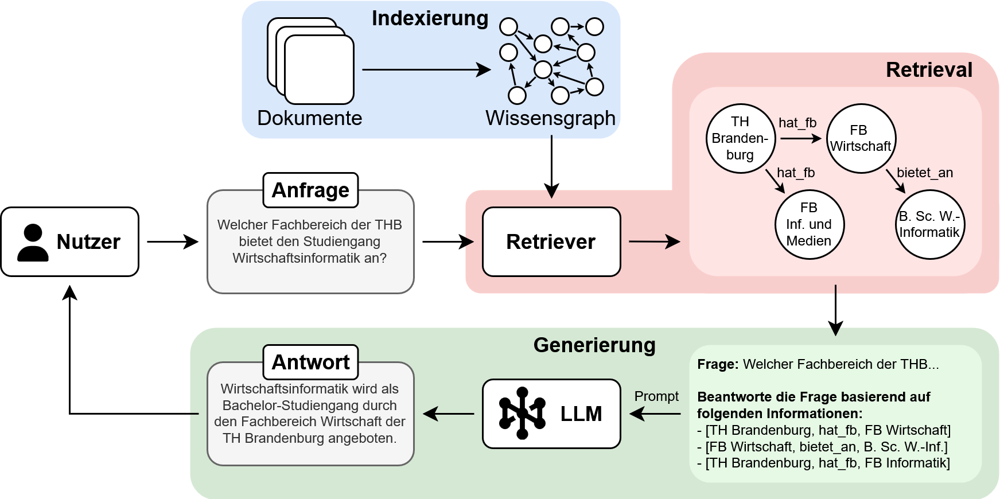 Indexierung
Dokumente
Wissensgraph
Retrieval
TH
Branden-
burg
hat_fb
FB
Wirtschaft
hat_fb
bietet_an
FB
Inf. und
Medien
B. Sc. W.-
Informatik
Nutzer
Anfrage
Welcher Fachbereich der THB
bietet den Studiengang
Wirtschaftsinformatik an?
Retriever
Generierung
Frage: Welcher Fachbereich der THB...
Beantworte die Frage basierend auf
folgenden Informationen:
- [TH Brandenburg, hat_fb, FB Wirtschaft]
- [FB Wirtschaft, bietet_an, B. Sc. W.-Inf.]
- [TH Brandenburg, hat_fb, FB Informatik]
Prompt
LLM
Antwort
Wirtschaftsinformatik wird als
Bachelor-Studiengang durch
den Fachbereich Wirtschaft der
TH Brandenburg angeboten.